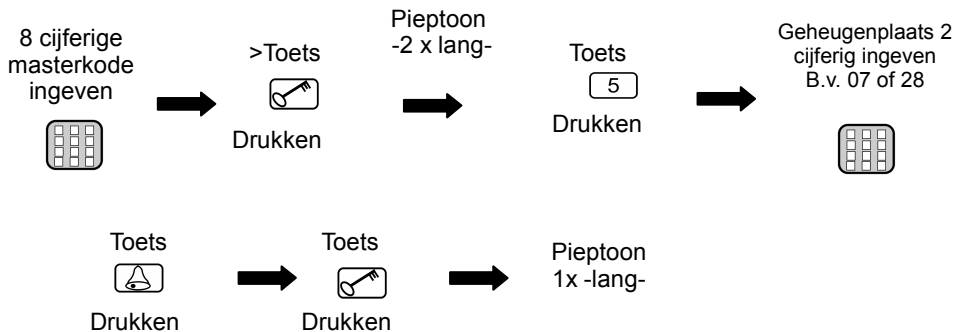 8 cijferige
masterkode
ingeven
>Toets
Drukken
Pieptoon
-2 x lang-
Toets
5
Drukken
Geheugenplaats 2
cijferig ingeven
B.v. 07 of 28
Toets
Drukken
Toets
Drukken
Pieptoon
1x -lang-